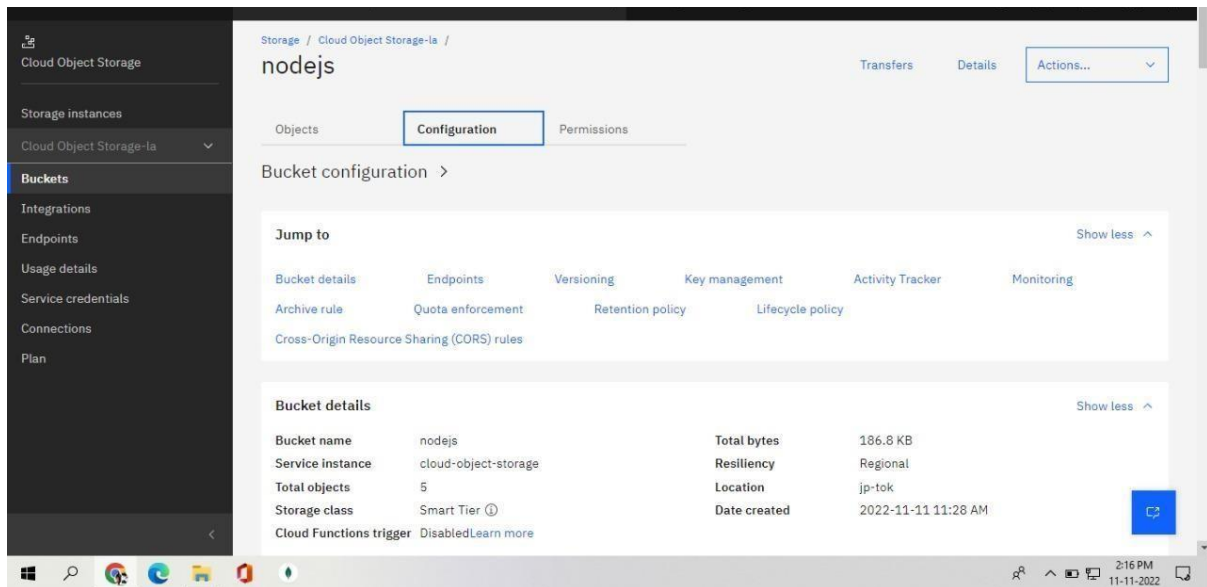 Cloud Object Storage
Storage instances
Cloud Object Storage-la
Buckets
Integrations
Endpoints
Usage details
Service credentials
Connections
Plan
Storage / Cloud Object Storage-la /
nodejs
Transfers Details Actions...
Objects Configuration Permissions
Bucket configuration >
Jump to Show less
Bucket details Endpoints Versioning Key management Activity Tracker Monitoring
Archive rule Quota enforcement Retention policy Lifecycle policy
Cross-Origin Resource Sharing (CORS) rules
Bucket details Show less
Bucket name nodejs Total bytes 186.8 KB
Service instance cloud-object-storage Resiliency Regional
Total objects 5 Location jp-tok
Storage class Smart Tier Date created 2022-11-11 11:28 AM
Cloud Functions trigger DisabledLearn more
2:16 PM
11-11-2022